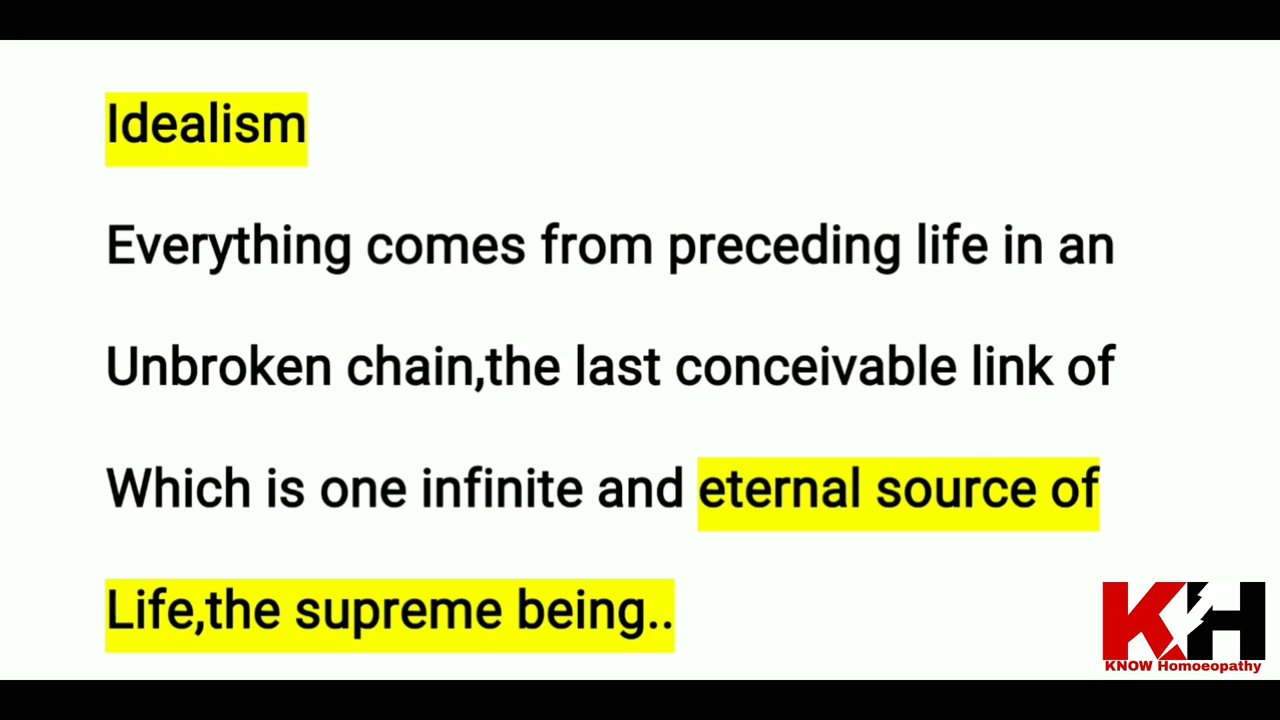 Idealism
Everything comes from preceding life in an
Unbroken chain,the last conceivable link of
Which is one infinite and eternal source of
Life,the supreme being..
KH
KNOW Homoeopathy